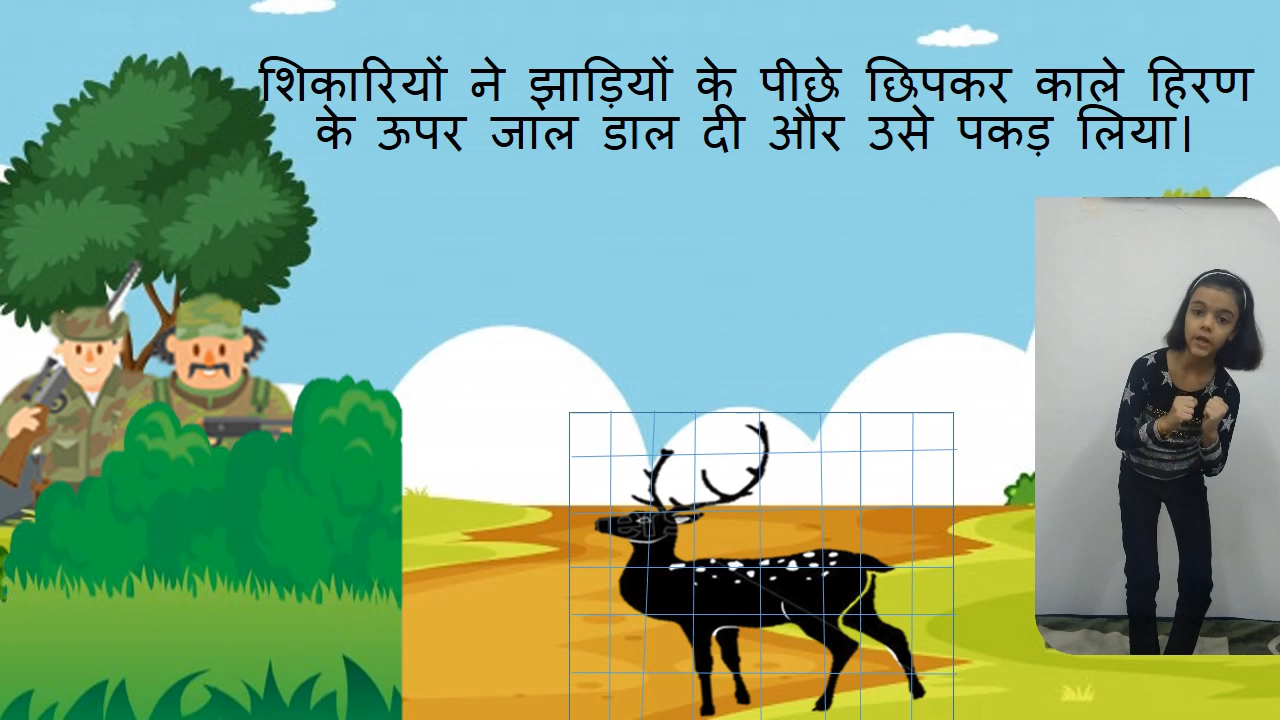 शिकारियों ने झाड़ियों के पीछे छिपकर काले हिरण
के ऊपर जाल डाल दी और उसे पकड़ लिया।